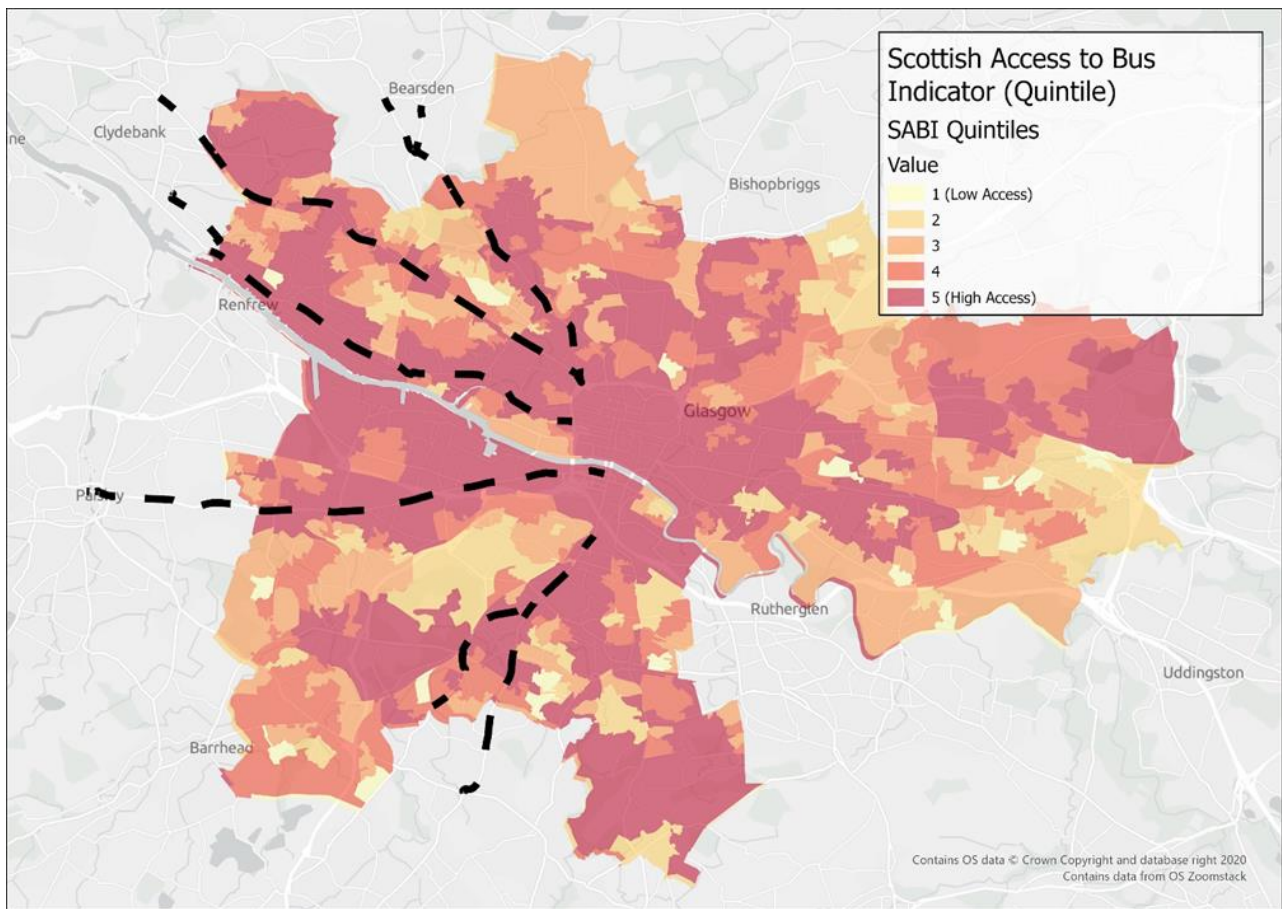 Scottish Access to Bus
Indicator (Quintile)
SABI Quintiles
Value
1 (Low Access)
2
3
4
5 (High Access)
Bearsden
Clydebank
ne
Bishopbriggs
Renfrew
Glasgow
Paisley
Rutherglen
Uddingston
Barrhead
Contains OS data © Crown Copyright and database right 2020
Contains data from OS Zoomstack